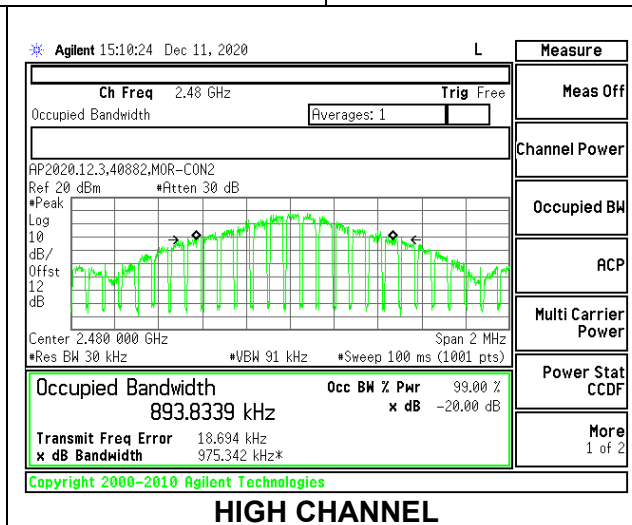 Agilent 15:10:24 Dec 11, 2020 L
Measure
Ch Freq 2.48 GHz Trig Free
Meas Off
Occupied Bandwidth Averages: 1
Channel Power
AP2020.12.3,40882,MOR-CON2
Ref 20 dBm #Atten 30 dB
#Peak
Log
10
dB/
Offst
12
dB
Occupied BW
ACP
Multi Carrier
Power
Center 2.480 000 GHz Span 2 MHz
#Res BW 30 kHz #VBW 91 kHz #Sweep 100 ms (1001 pts)
Power Stat
CCDF
Occupied Bandwidth Occ BW % Pwr 99.00 %
893.8339 kHz x dB -20.00 dB
Transmit Freq Error 18.694 kHz
x dB Bandwidth 975.342 kHz*
More
1 of 2
Copyright 2000-2010 Agilent Technologies
HIGH CHANNEL